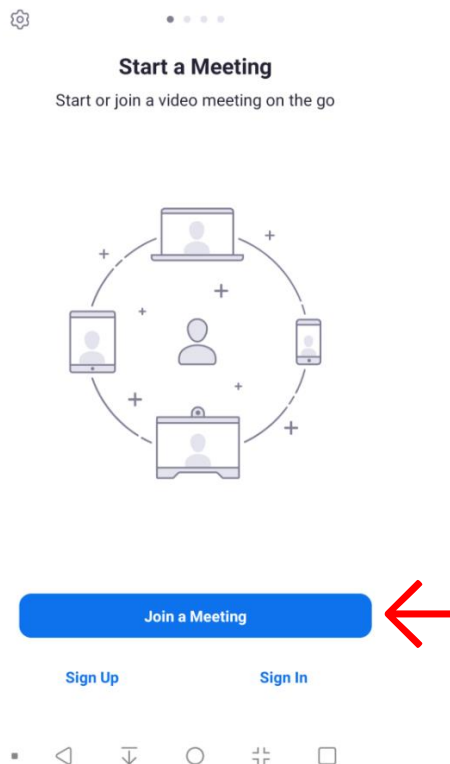 Start a Meeting
Start or join a video meeting on the go
Join a Meeting
Sign Up
Sign In